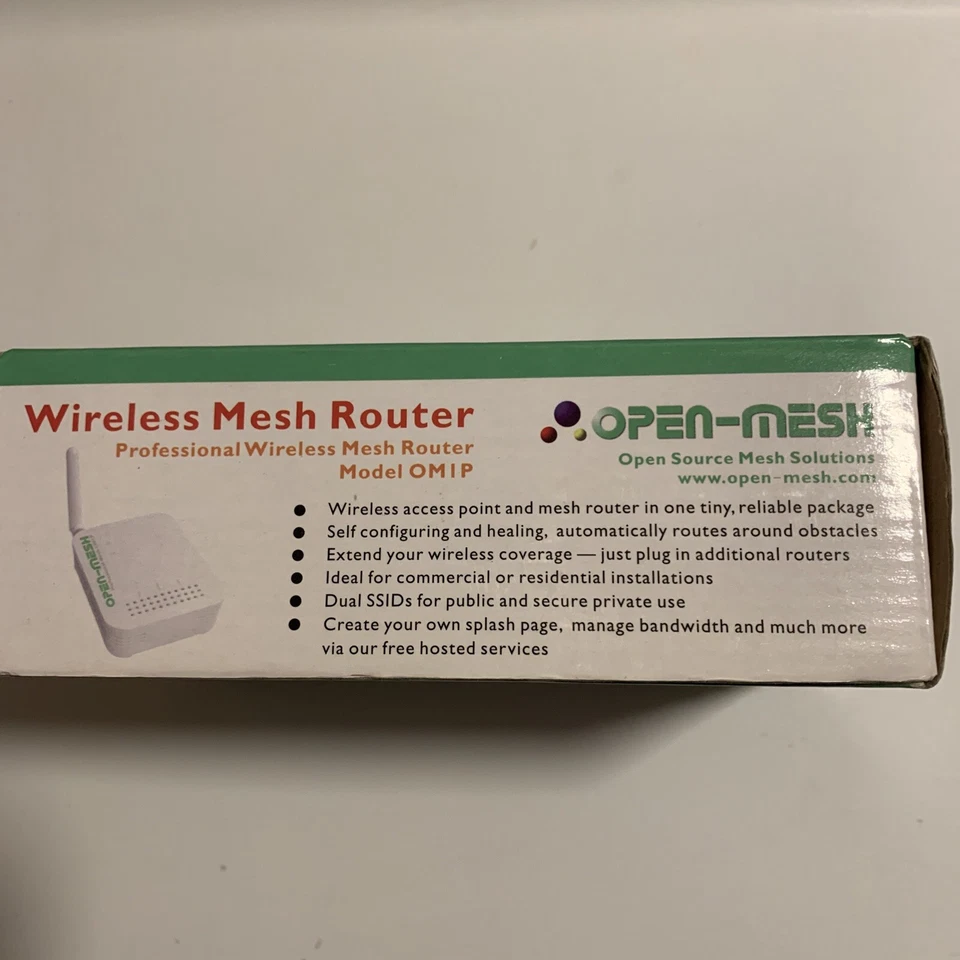 Wireless Mesh Router
Professional Wireless Mesh Router
Model OM1P
OPEN-MESH
Open Source Mesh Solutions
www.open-mesh.com
OPEN-MESH
● Wireless access point and mesh router in one tiny, reliable package
● Self configuring and healing, automatically routes around obstacles
● Extend your wireless coverage — just plug in additional routers
● Ideal for commercial or residential installations
● Dual SSIDs for public and secure private use
● Create your own splash page, manage bandwidth and much more
via our free hosted services